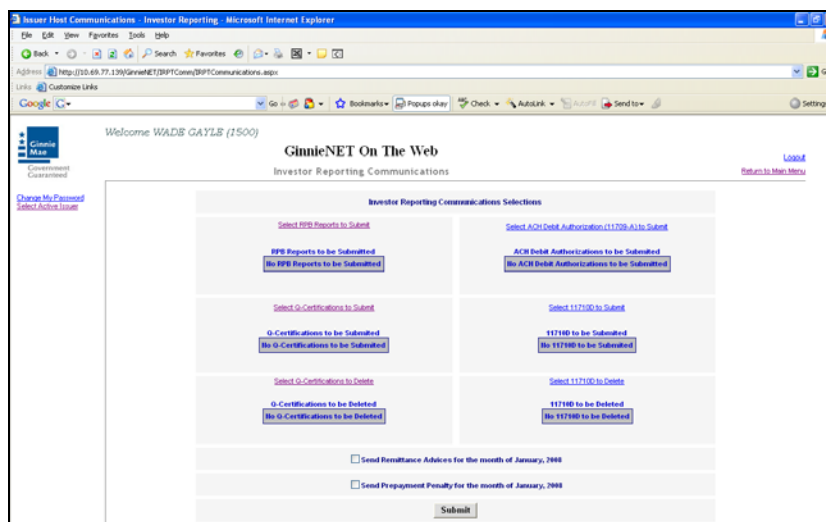 Issuer Host Communications - Investor Reporting - Microsoft Internet Explorer
File Edit View Favorites Tools Help
Back Search Favorites
Address http://10.69.77.139/GinnieNET/IRPTComm/IRPTCommunications.aspx Go
Links Customize Links
Google G Go Bookmarks Popups okay Check AutoLink AutoFill Send to Settings
Ginnie Mae
Government Guaranteed
Welcome WADE GAYLE (1500)
GinnieNET On The Web
Investor Reporting Communications
Logout
Return to Main Menu
Change My Password
Select Active Issuer
Investor Reporting Communications Selections
Select RPB Reports to Submit
RPB Reports to be Submitted
No RPB Reports to be Submitted
Select ACH Debit Authorization (11709-A) to Submit
ACH Debit Authorizations to be Submited
No ACH Debit Authorizations to be Submitted
Select Q-Certifications to Submit
Q-Certifications to be Submited
No Q-Certifications to be Submited
Select 11710D to Submit
11710D to be Submited
No 11710D to be Submited
Select Q-Certifications to Delete
Q-Certifications to be Deleted
No Q-Certifications to be Deleted
Select 11710D to Delete
11710D to be Deleted
No 11710D to be Deleted
Send Remittance Advices for the month of January, 2008
Send Prepayment Penalty for the month of January, 2008
Submit